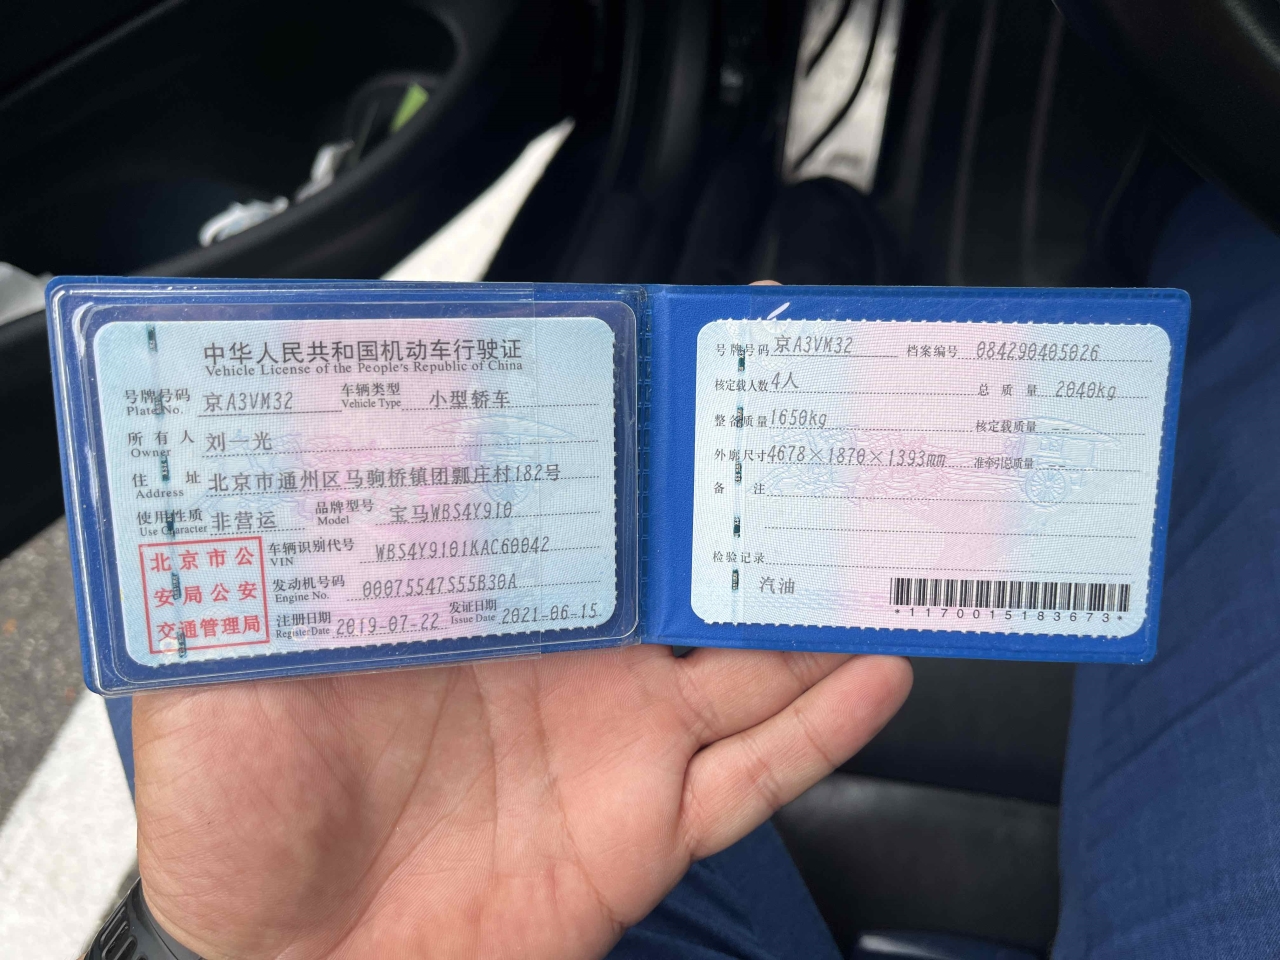 中华人民共和国机动车行驶证
Vehicle License of the People's Republic of China
号牌号码 京A3VM32 车辆类型 小型轿车
Plate No. Vehicle Type
所有人 刘一光
Owner
住址 北京市通州区马驹桥镇团瓢庄村182号
Address
使用性质 非营运 品牌型号 宝马WBS4Y910
Use Character Model
北京市公
安局公安
交通管理局
车辆识别代号 WBS4Y9101KAC60042
VIN
发动机号码 00075547S55B30A
Engine No.
注册日期 2019-07-22 发证日期 2021-06-15
Register Date Issue Date
号牌号码 京A3VM32 档案编号 084290405026
核定载人数 4人 总质量 2040kg
整备质量 1650kg 核定载质量 --
外廓尺寸 4678×1870×1393mm 准牵引总质量 --
备注
检验记录
汽油
*1170015183673*